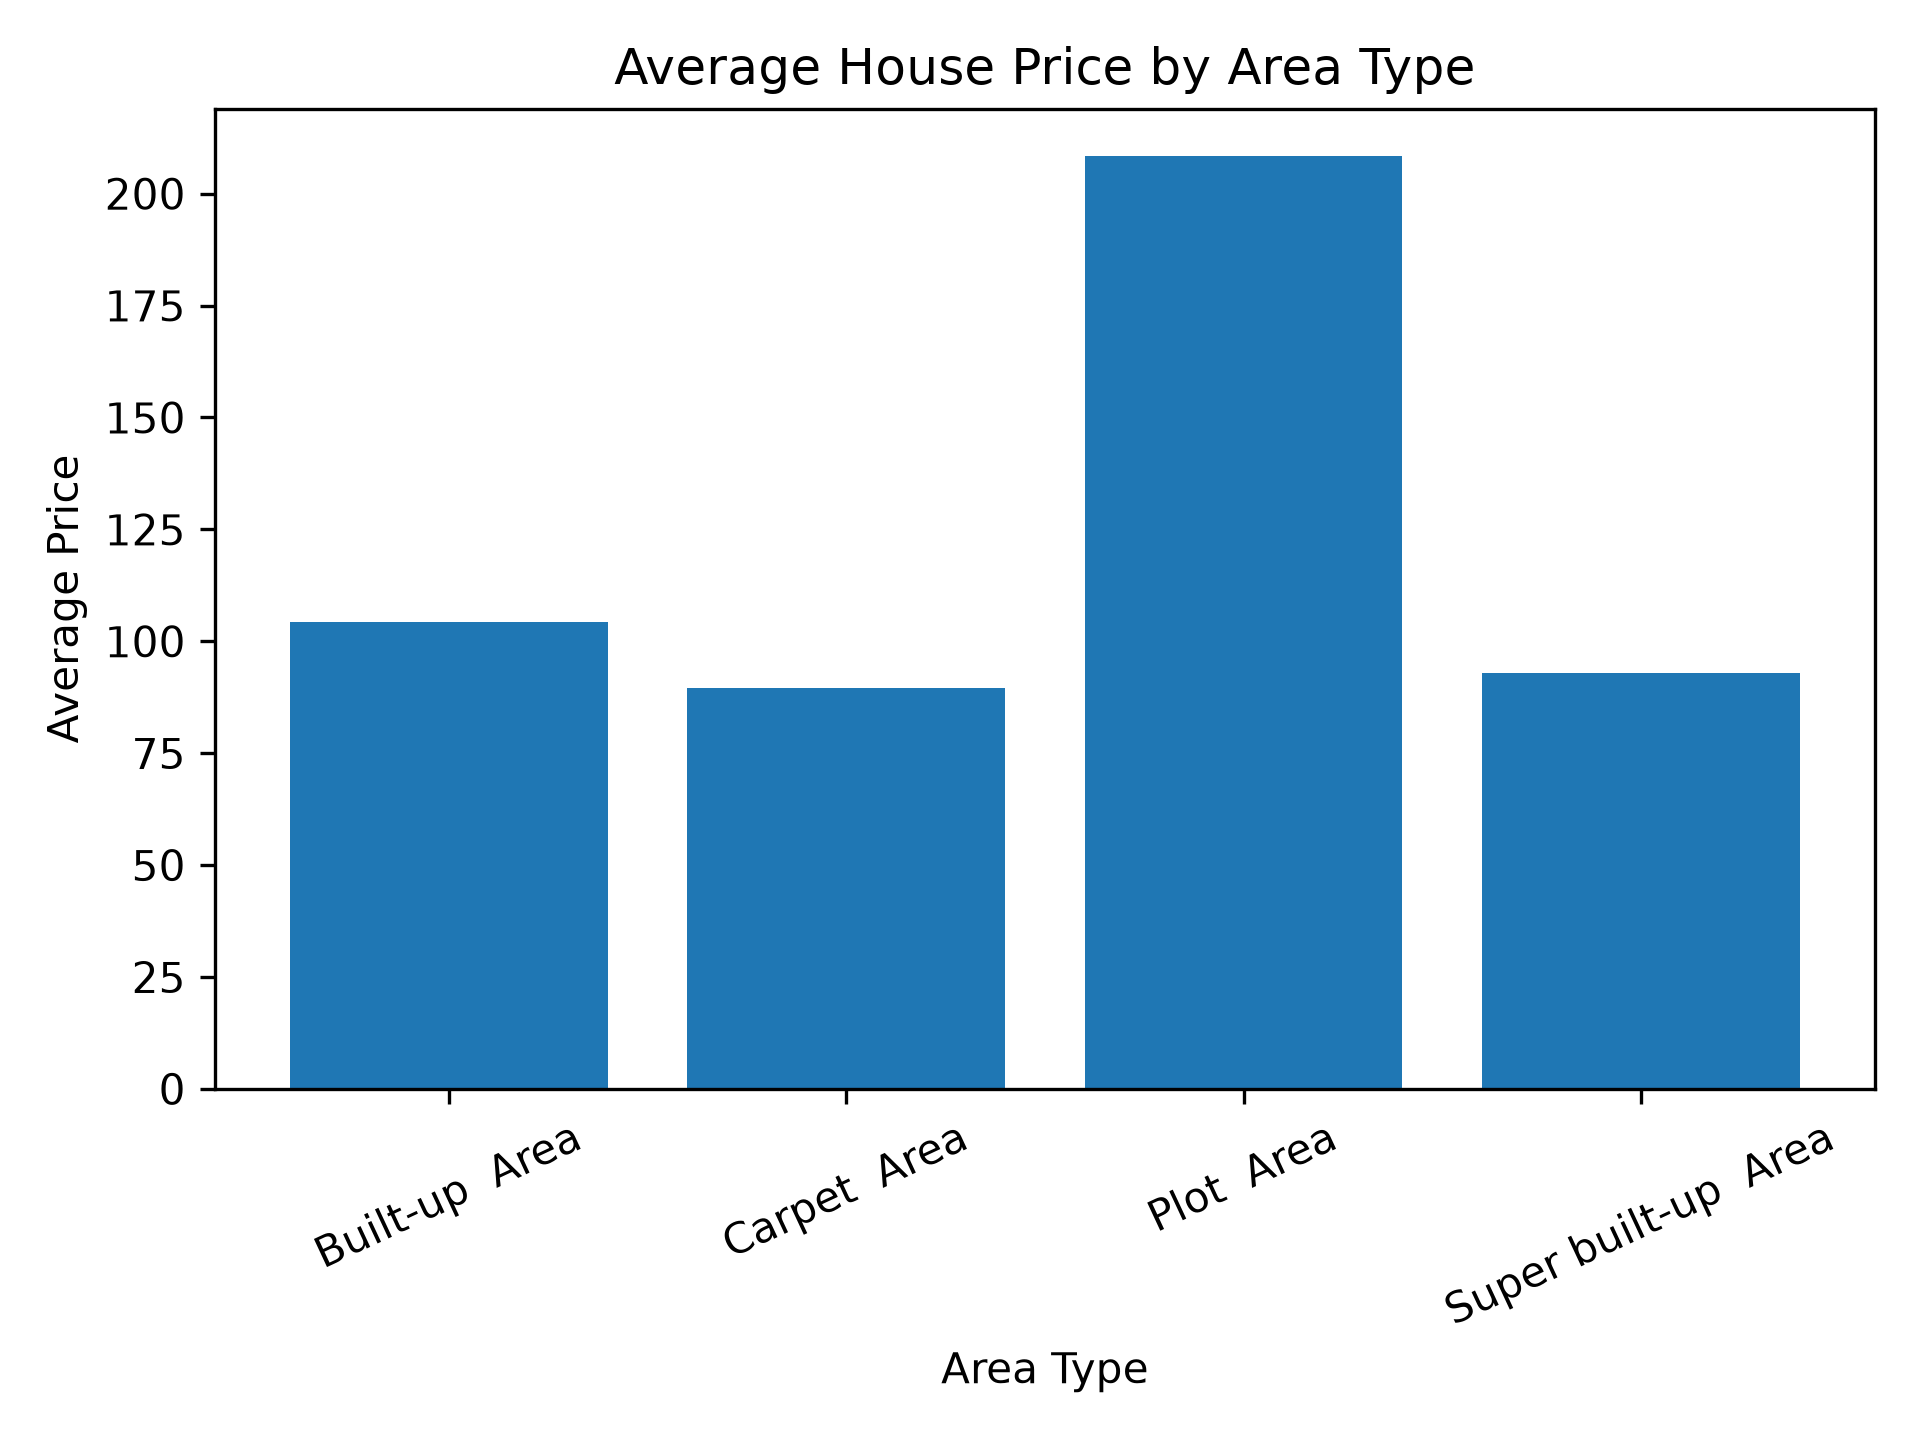 Average House Price by Area Type
Average Price
200
175
150
125
100
75
50
25
0
Built-up  Area
Carpet  Area
Plot  Area
Super built-up  Area
Area Type